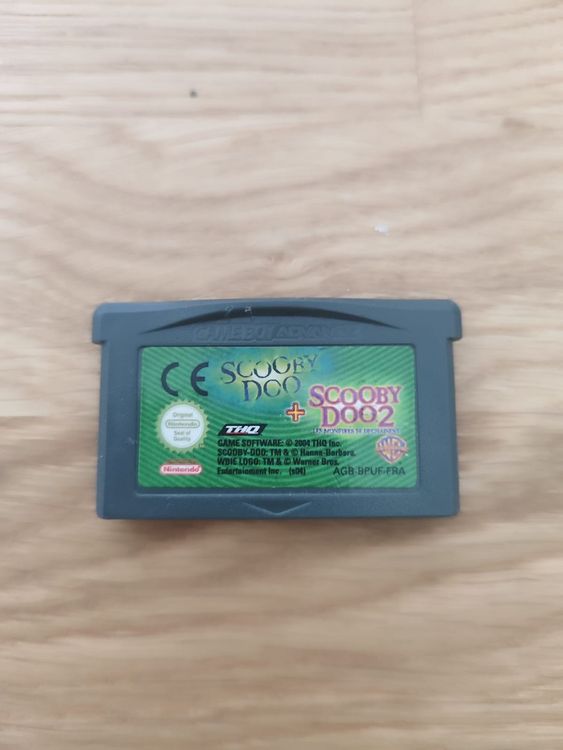 GAME BOY ADVANCE
CE
SCOOBY
DOO
+
SCOOBY
DOO2
LES MONSTRES SE DECHAINENT
Original
Nintendo
Seal of
Quality
THQ
GAME SOFTWARE: © 2004 THQ Inc.
SCOOBY-DOO: TM & © Hanna-Barbera.
WBIE LOGO: TM & © Warner Bros.
Entertainment Inc. (s04)
Nintendo
AGB-BPUF-FRA